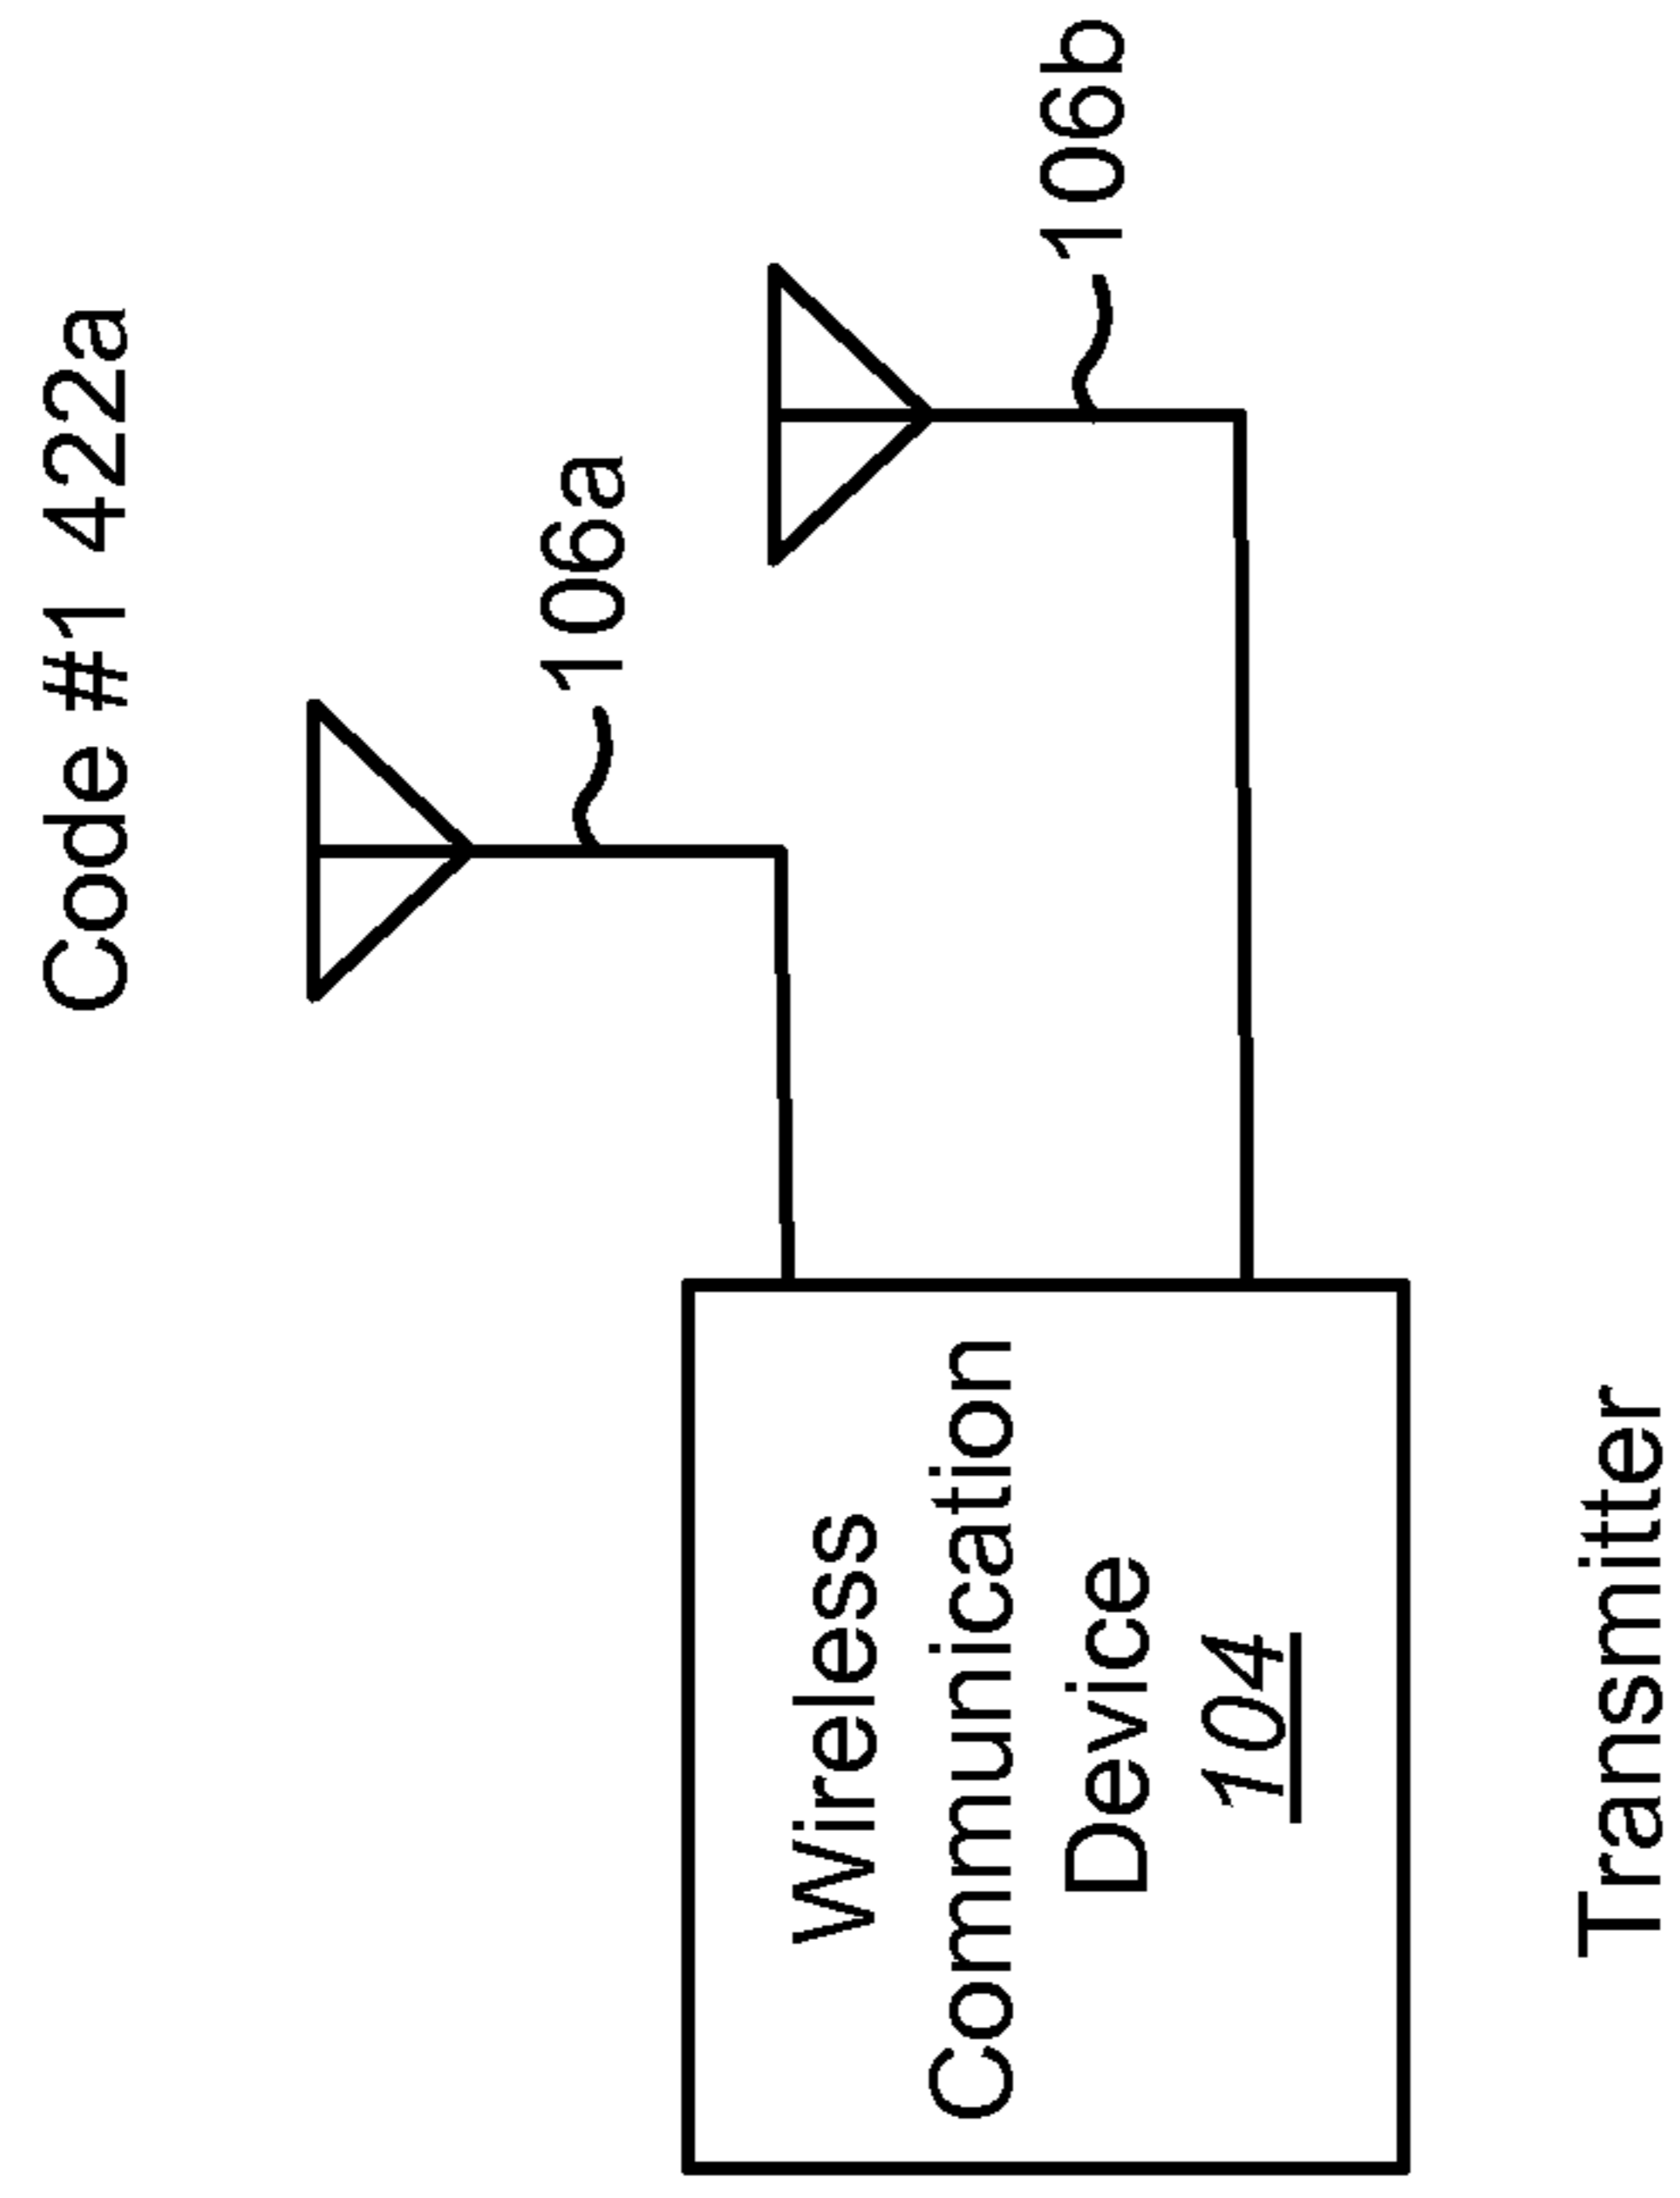 Code #1 422a
106a
106b
Wireless
Communication
Device
104
Transmitter